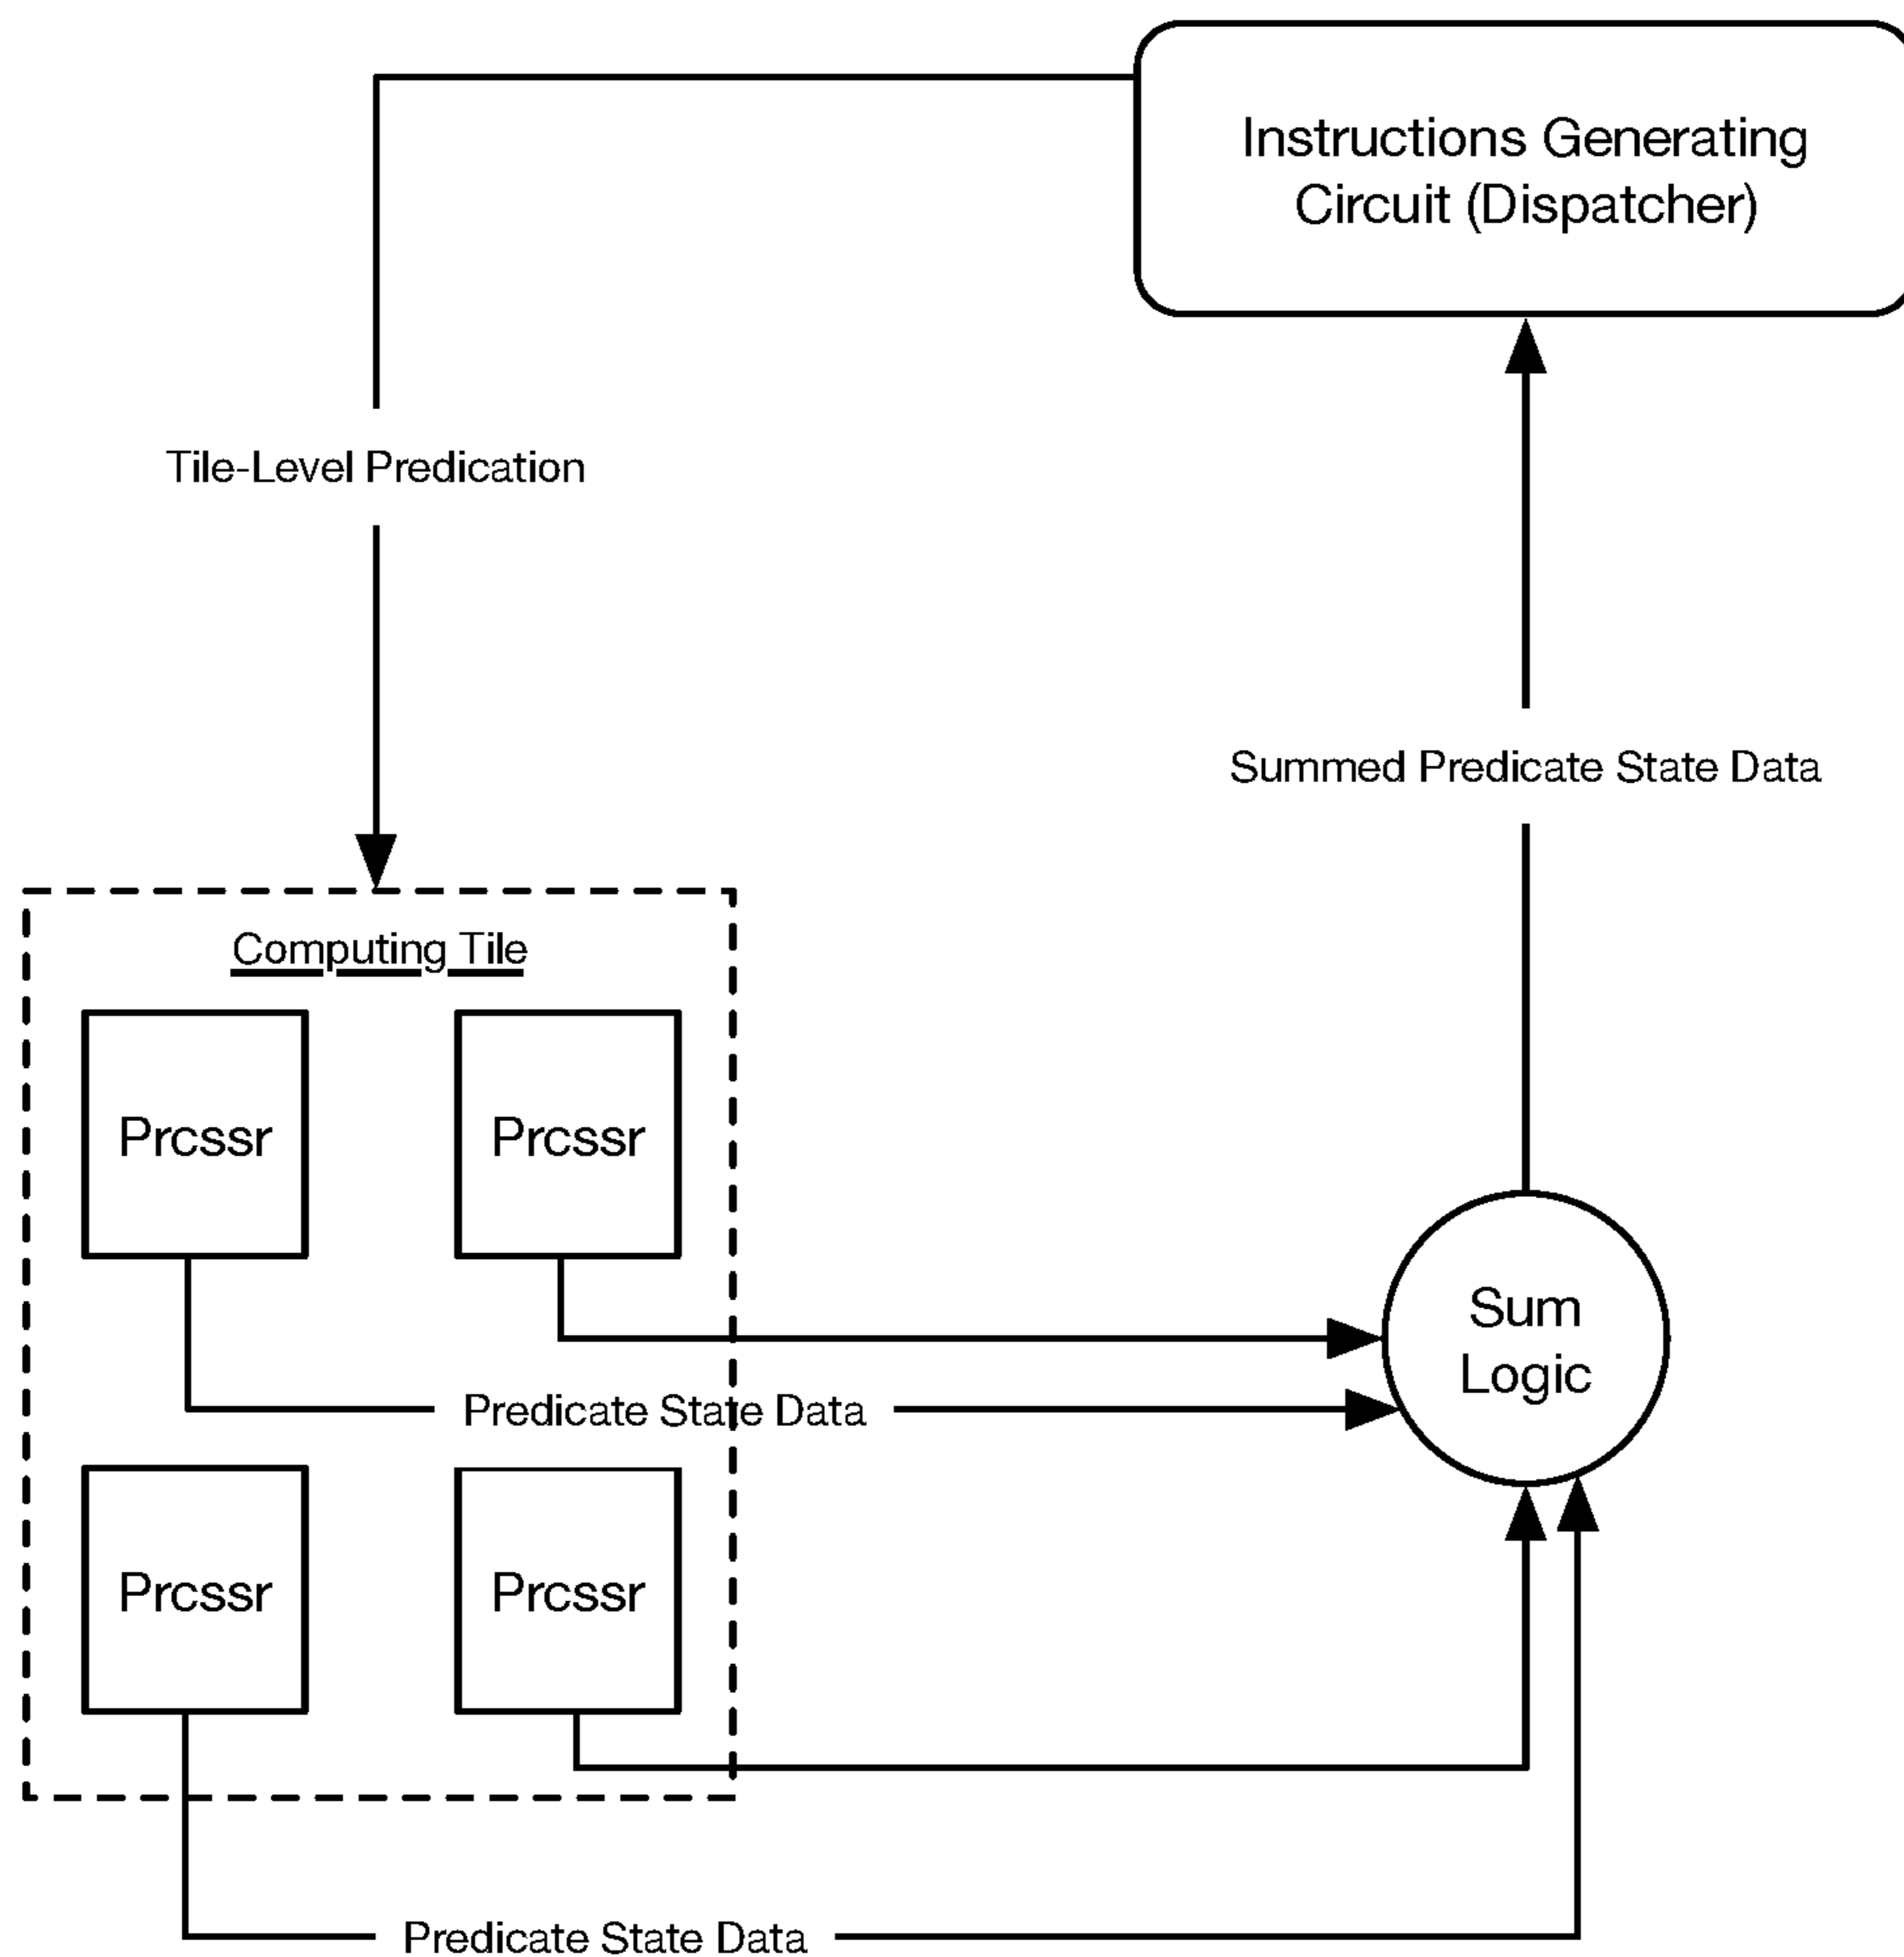 Instructions Generating
Circuit (Dispatcher)
Tile-Level Predication
Summed Predicate State Data
Computing Tile
Prcssr
Prcssr
Sum
Logic
Predicate State Data
Prcssr
Prcssr
Predicate State Data